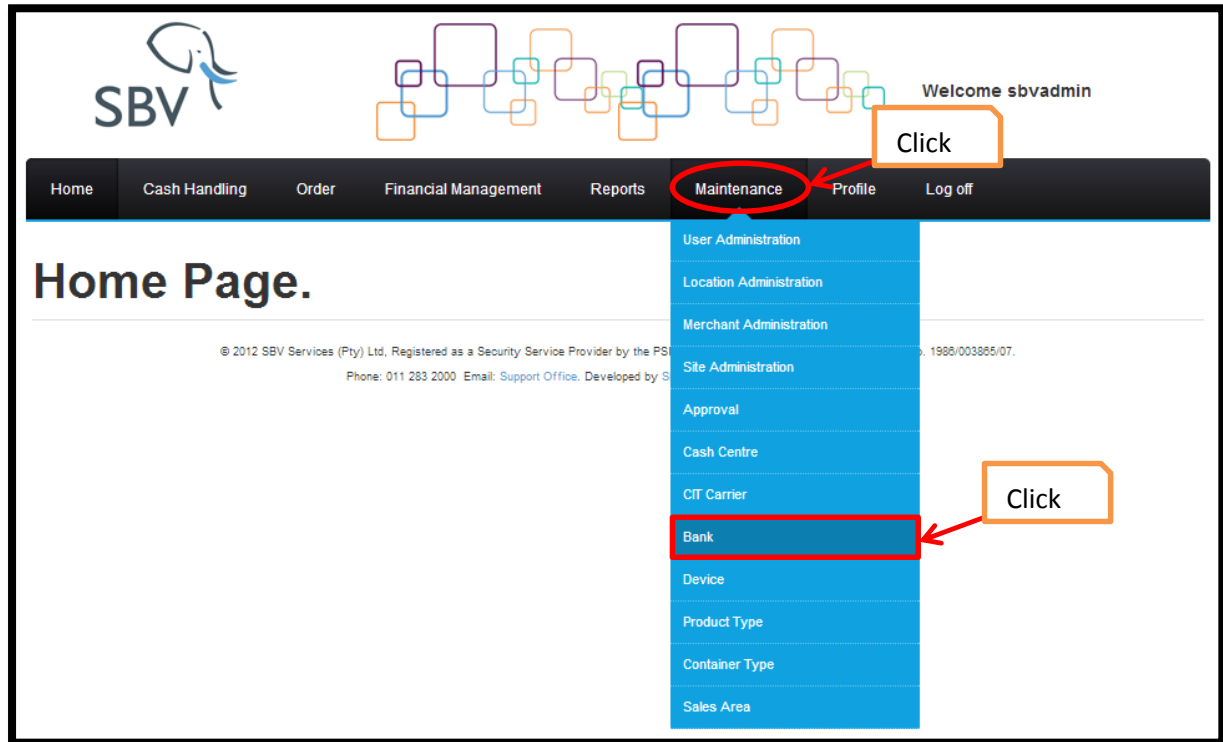 SBV
Welcome sbvadmin
Click
Home Cash Handling Order Financial Management Reports Maintenance Profile Log off
User Administration
Home Page.
Location Administration
Merchant Administration
© 2012 SBV Services (Pty) Ltd, Registered as a Security Service Provider by the PSI . 1986/003865/07.
Site Administration
Phone: 011 283 2000 Email: Support Office. Developed by S
Approval
Cash Centre
CIT Carrier
Click
Bank
Device
Product Type
Container Type
Sales Area